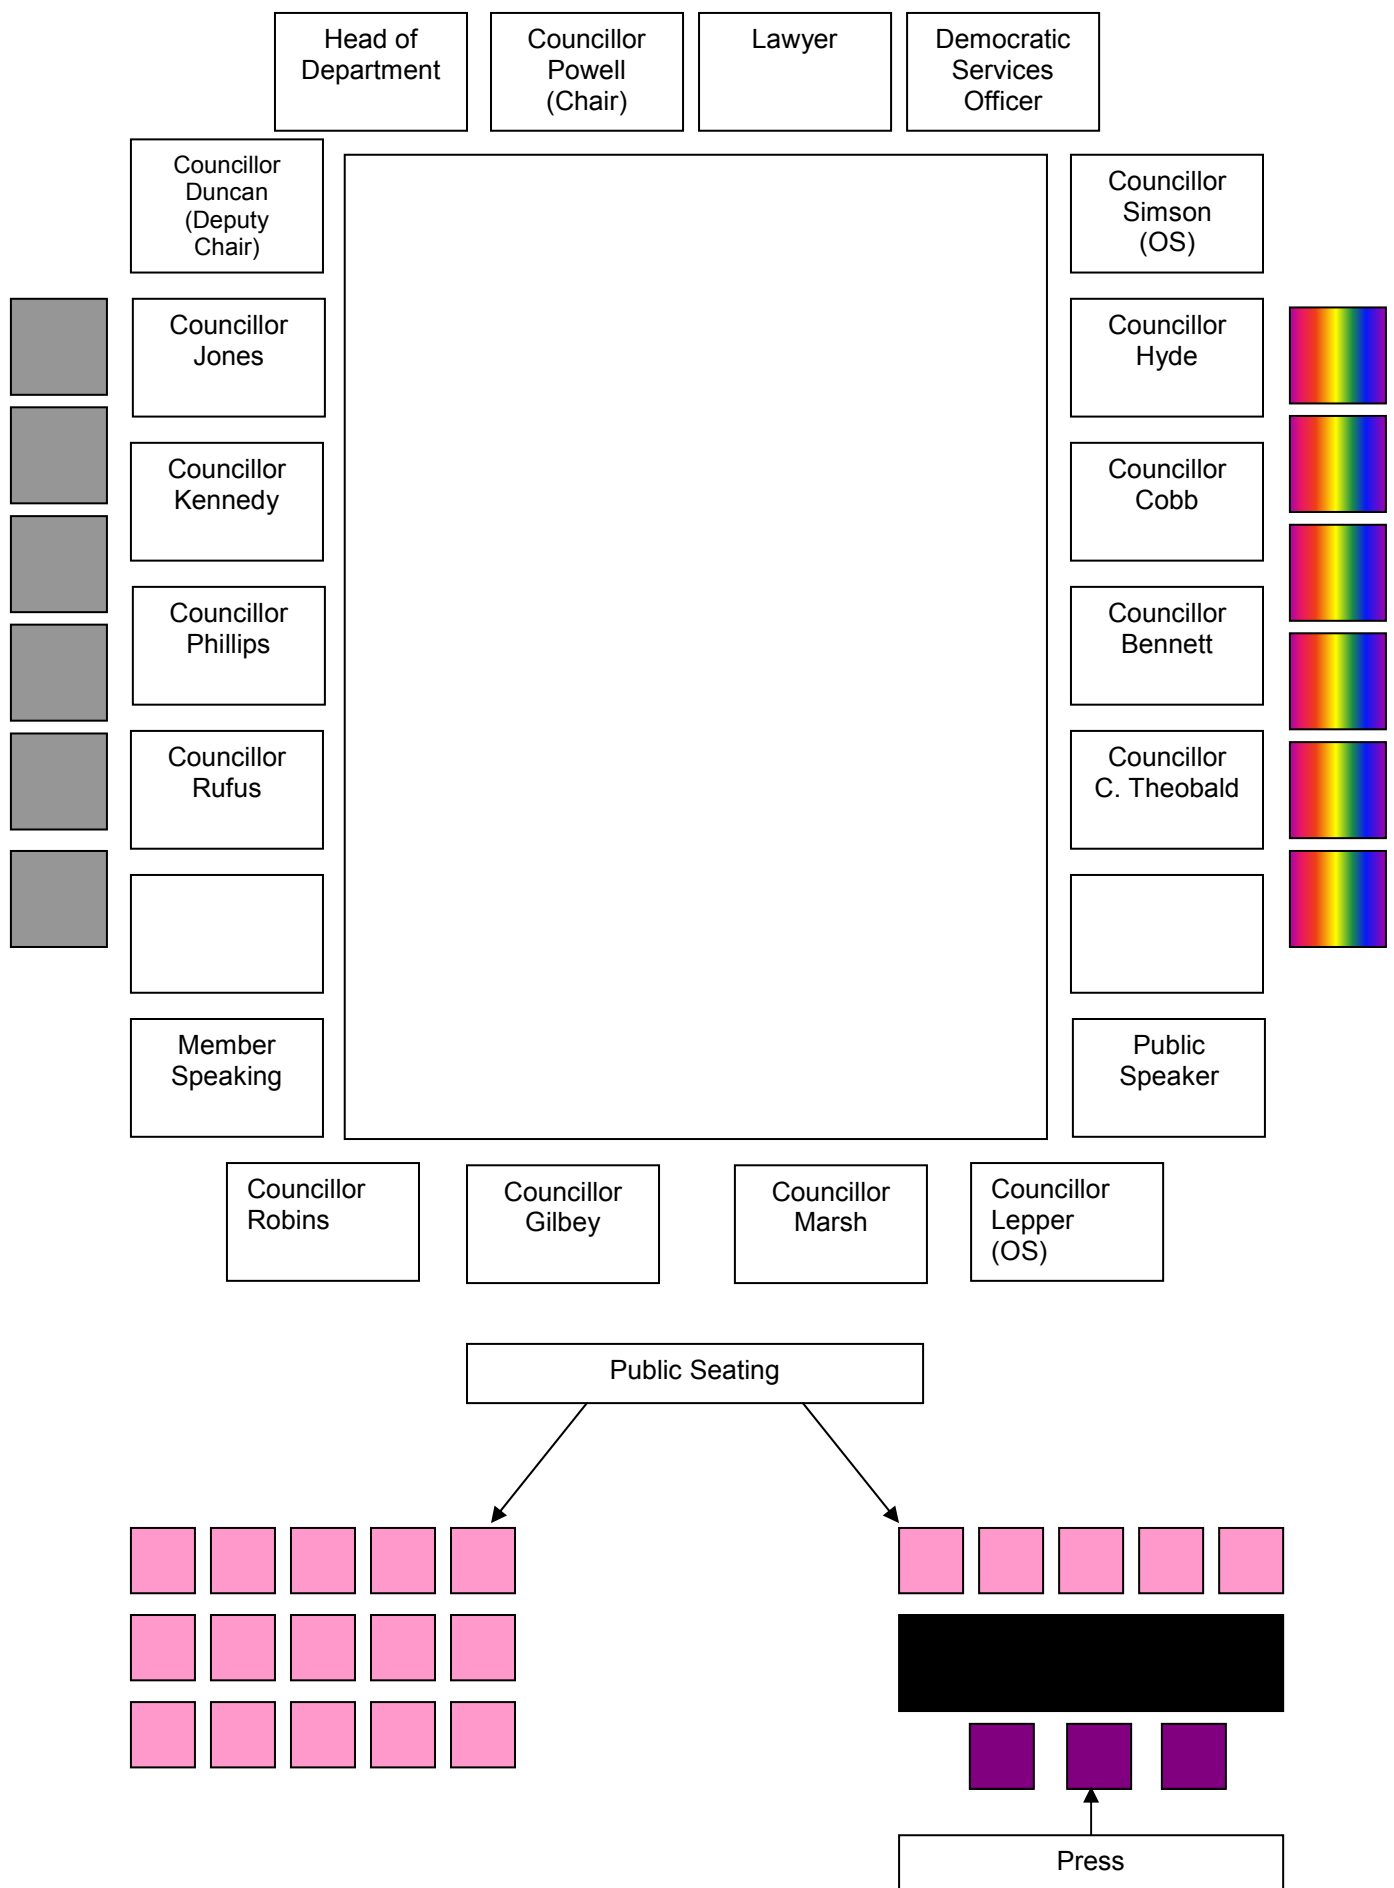 Head of
Department
Councillor
Powell
(Chair)
Lawyer
Democratic
Services
Officer
Councillor
Duncan
(Deputy
Chair)
Councillor
Simson
(OS)
Councillor
Jones
Councillor
Hyde
Councillor
Kennedy
Councillor
Cobb
Councillor
Phillips
Councillor
Bennett
Councillor
Rufus
Councillor
C. Theobald
Member
Speaking
Public
Speaker
Councillor
Robins
Councillor
Gilbey
Councillor
Marsh
Councillor
Lepper
(OS)
Public Seating
Press